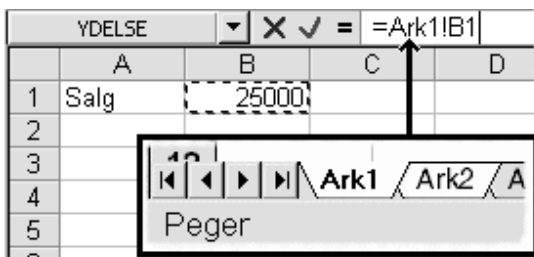 YDELSE = =Ark1!B1
A B C D
1 Salg 25000
2
3
4
5
Ark1 Ark2 A
Peger